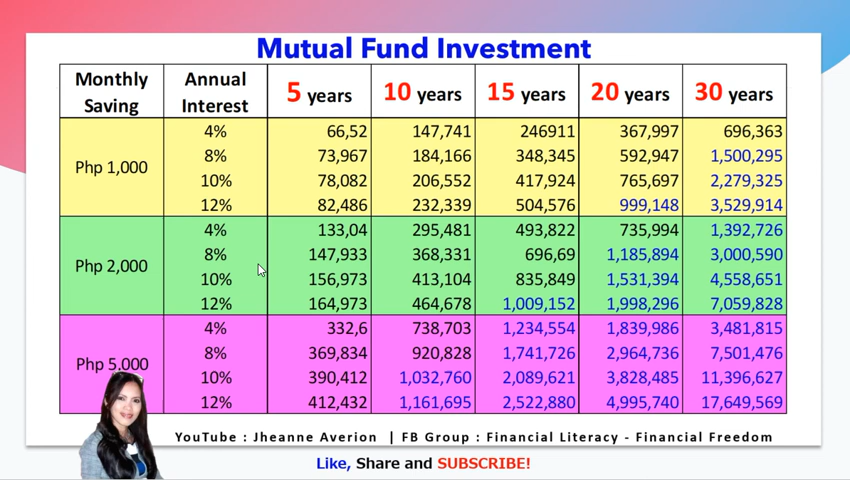 Mutual Fund Investment
Monthly Saving Annual Interest 5 years 10 years 15 years 20 years 30 years
Php 1,000
4% 66,52 147,741 246911 367,997 696,363
8% 73,967 184,166 348,345 592,947 1,500,295
10% 78,082 206,552 417,924 765,697 2,279,325
12% 82,486 232,339 504,576 999,148 3,529,914
Php 2,000
4% 133,04 295,481 493,822 735,994 1,392,726
8% 147,933 368,331 696,69 1,185,894 3,000,590
10% 156,973 413,104 835,849 1,531,394 4,558,651
12% 164,973 464,678 1,009,152 1,998,296 7,059,828
Php 5,000
4% 332,6 738,703 1,234,554 1,839,986 3,481,815
8% 369,834 920,828 1,741,726 2,964,736 7,501,476
10% 390,412 1,032,760 2,089,621 3,828,485 11,396,627
12% 412,432 1,161,695 2,522,880 4,995,740 17,649,569
YouTube : Jheanne Averion | FB Group : Financial Literacy - Financial Freedom
Like, Share and SUBSCRIBE!